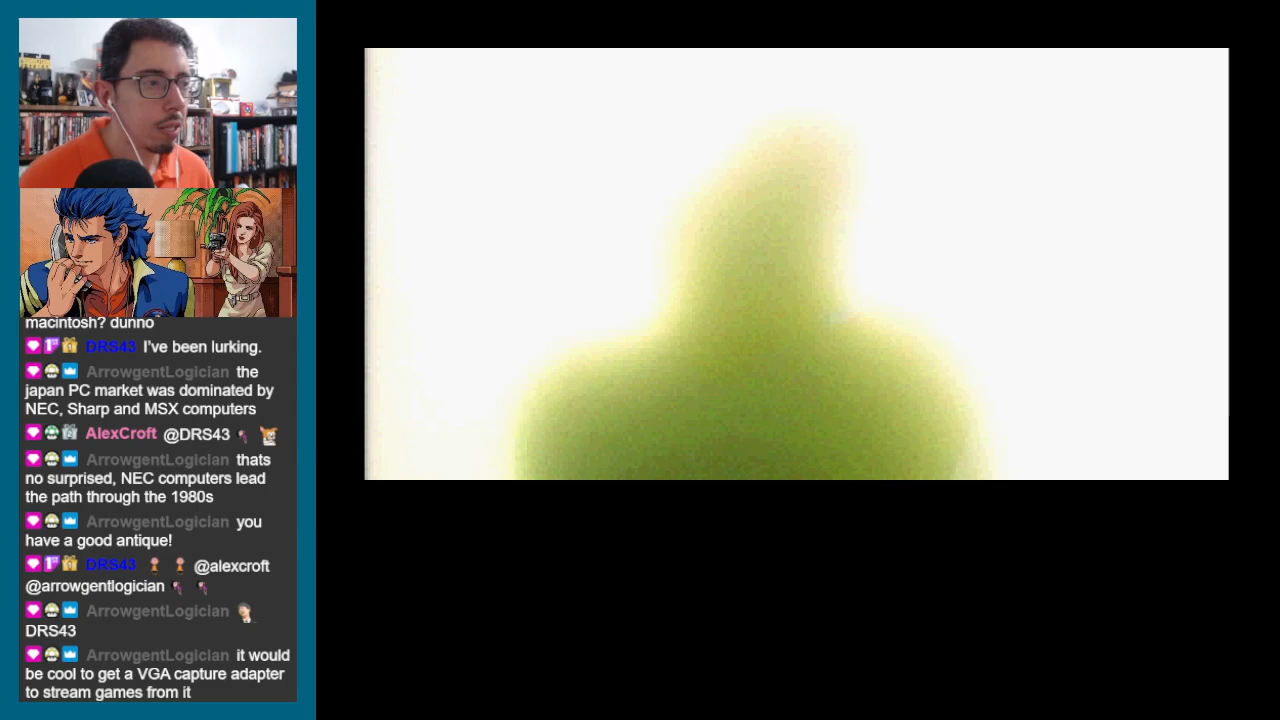 macintosh? dunno
DRS43 I've been lurking.
ArrowgentLogician the
japan PC market was dominated by
NEC, Sharp and MSX computers
AlexCroft @DRS43
ArrowgentLogician thats
no surprised, NEC computers lead
the path through the 1980s
ArrowgentLogician you
have a good antique!
DRS43 @alexcroft
@arrowgentlogician
ArrowgentLogician
DRS43
ArrowgentLogician it would
be cool to get a VGA capture adapter
to stream games from it